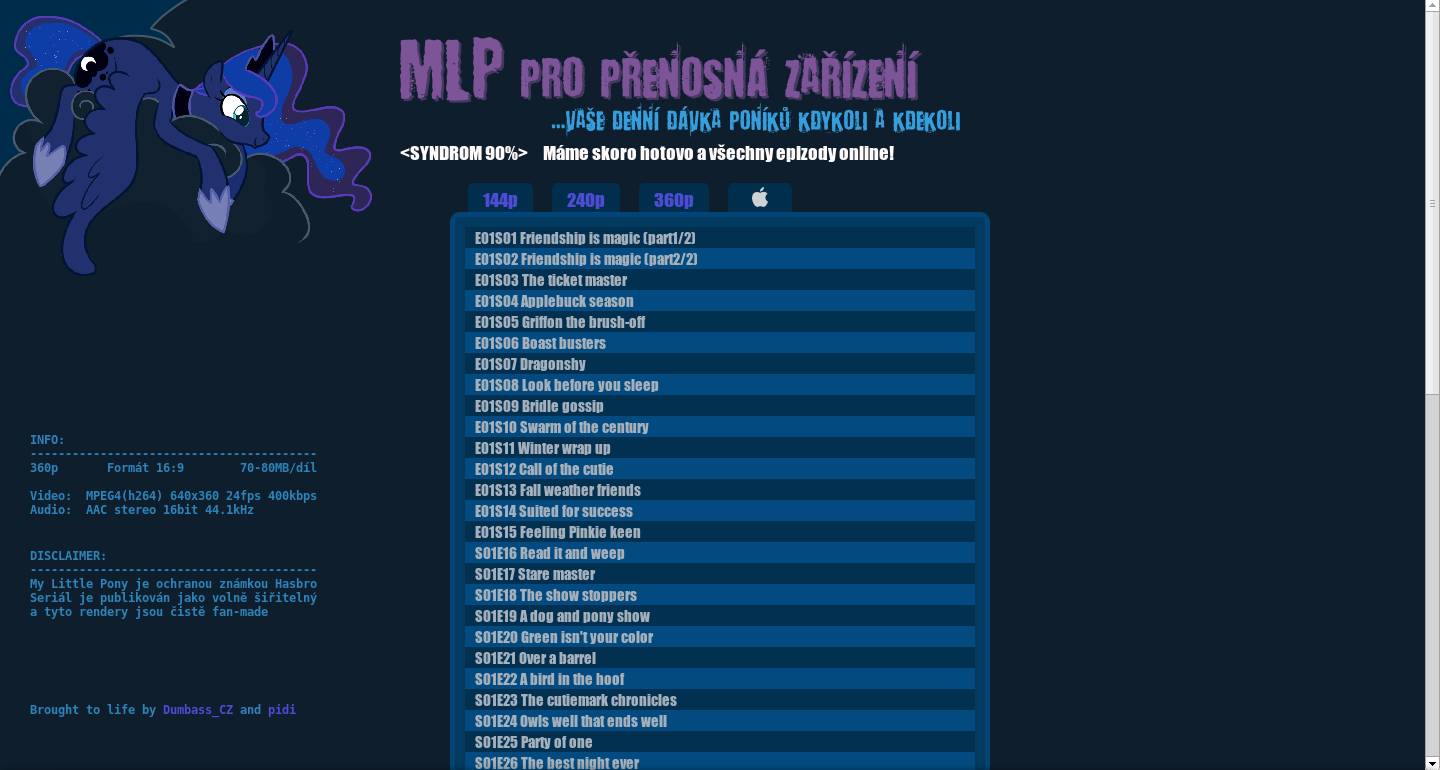 MLP PRO PŘENOSNÁ ZAŘÍZENÍ
...VAŠE DENNÍ DÁVKA PONÍKŮ KDYKOLI A KDEKOLI
<SYNDROM 90%> Máme skoro hotovo a všechny epizody online!
144p 240p 360p
E01S01 Friendship is magic (part1/2)
E01S02 Friendship is magic (part2/2)
E01S03 The ticket master
E01S04 Applebuck season
E01S05 Griffon the brush-off
E01S06 Boast busters
E01S07 Dragonshy
E01S08 Look before you sleep
E01S09 Bridle gossip
E01S10 Swarm of the century
E01S11 Winter wrap up
E01S12 Call of the cutie
E01S13 Fall weather friends
E01S14 Suited for success
E01S15 Feeling Pinkie keen
S01E16 Read it and weep
S01E17 Stare master
S01E18 The show stoppers
S01E19 A dog and pony show
S01E20 Green isn't your color
S01E21 Over a barrel
S01E22 A bird in the hoof
S01E23 The cutiemark chronicles
S01E24 Owls well that ends well
S01E25 Party of one
S01E26 The best night ever
INFO:
-----------------------------------------
360p Formát 16:9 70-80MB/díl
Video: MPEG4(h264) 640x360 24fps 400kbps
Audio: AAC stereo 16bit 44.1kHz
DISCLAIMER:
-----------------------------------------
My Little Pony je ochranou známkou Hasbro
Seriál je publikován jako volně šiřitelný
a tyto rendery jsou čistě fan-made
Brought to life by Dumbass_CZ and pidi